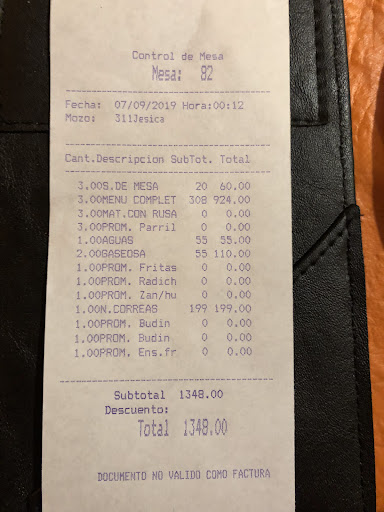 Control de Mesa
Mesa: 82
Fecha: 07/09/2019 Hora:00:12
Mozo: 311Jesica
Cant.Descripcion SubTot. Total
3.00S.DE MESA 20 60.00
3.00MENU COMPLET 308 924.00
3.00MAT.CON RUSA 0 0.00
3.00PROM. Parril 0 0.00
1.00AGUAS 55 55.00
2.00GASEOSA 55 110.00
1.00PROM. Fritas 0 0.00
1.00PROM. Radich 0 0.00
1.00PROM. Zan/hu 0 0.00
1.00N.CORREAS 199 199.00
1.00PROM. Budin 0 0.00
1.00PROM. Budin 0 0.00
1.00PROM. Ens.fr 0 0.00
Subtotal 1348.00
Descuento:
Total 1348.00
DOCUMENTO NO VALIDO COMO FACTURA